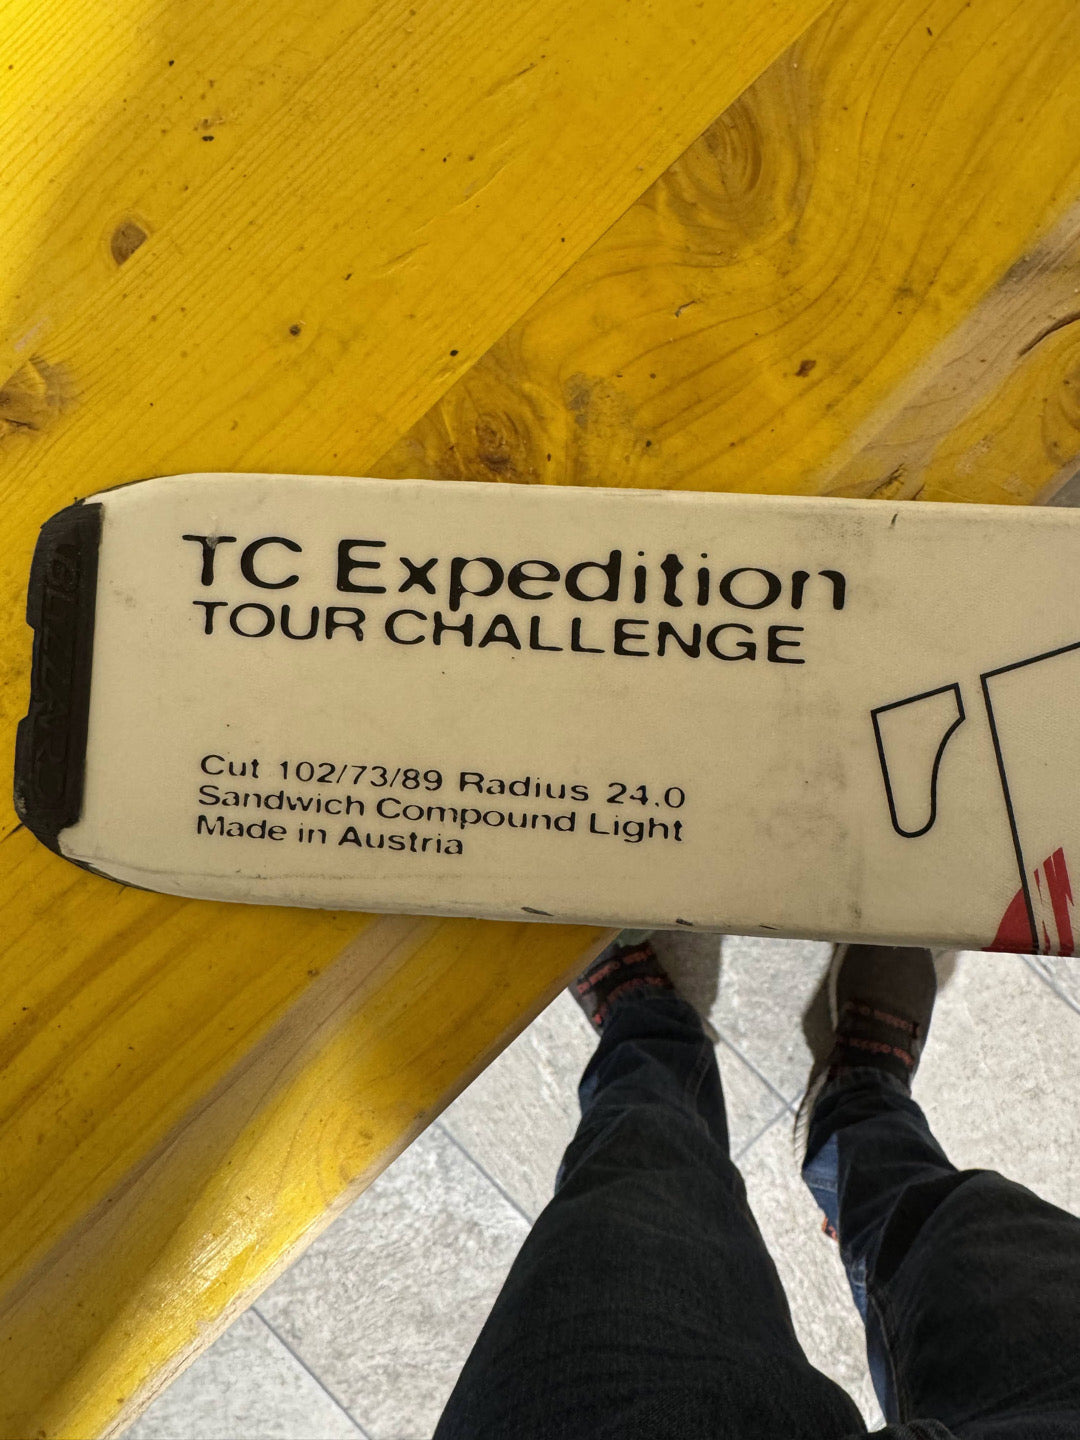 TC Expedition
TOUR CHALLENGE
Cut 102/73/89 Radius 24.0
Sandwich Compound Light
Made in Austria